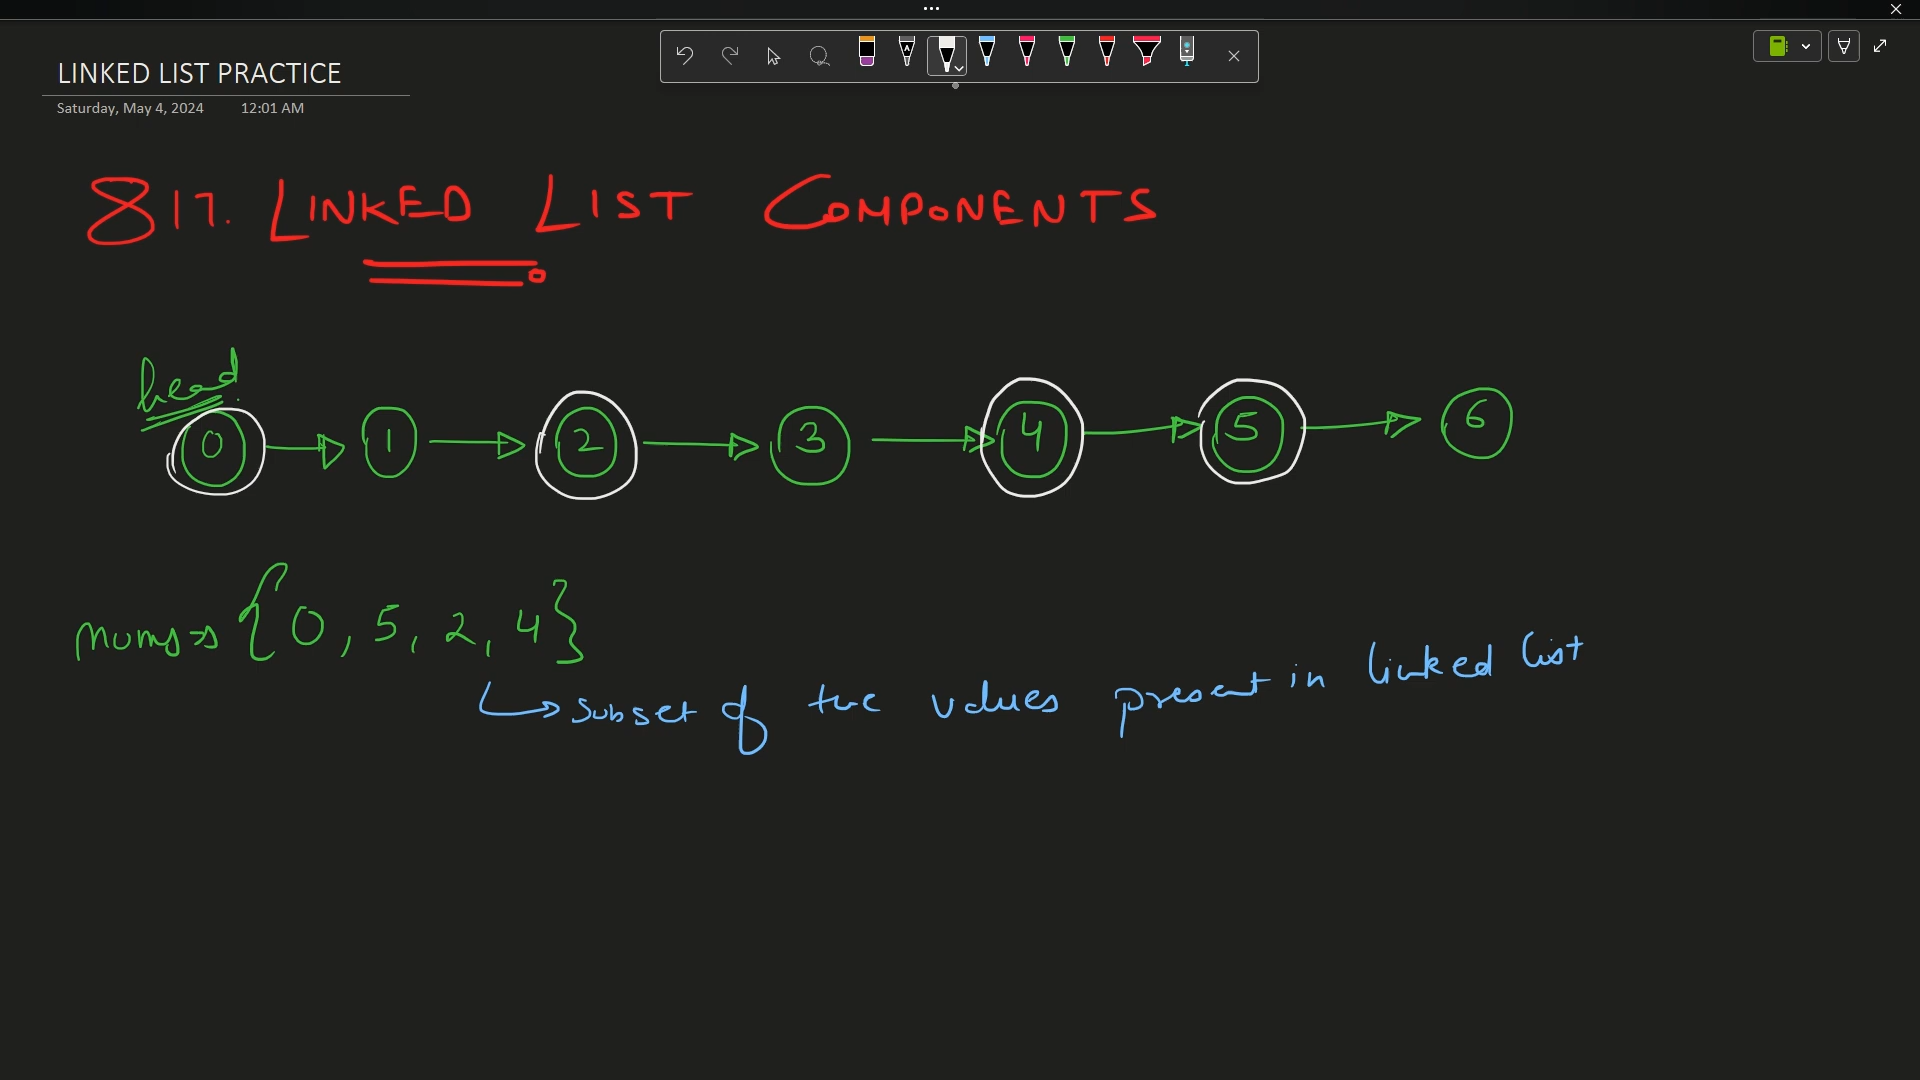 LINKED LIST PRACTICE
Saturday, May 4, 2024 12:01 AM
817. LINKED LIST COMPONENTS
head
0 1 2 3 4 5 6
nums => {0, 5, 2, 4}
subset of the values present in linked list